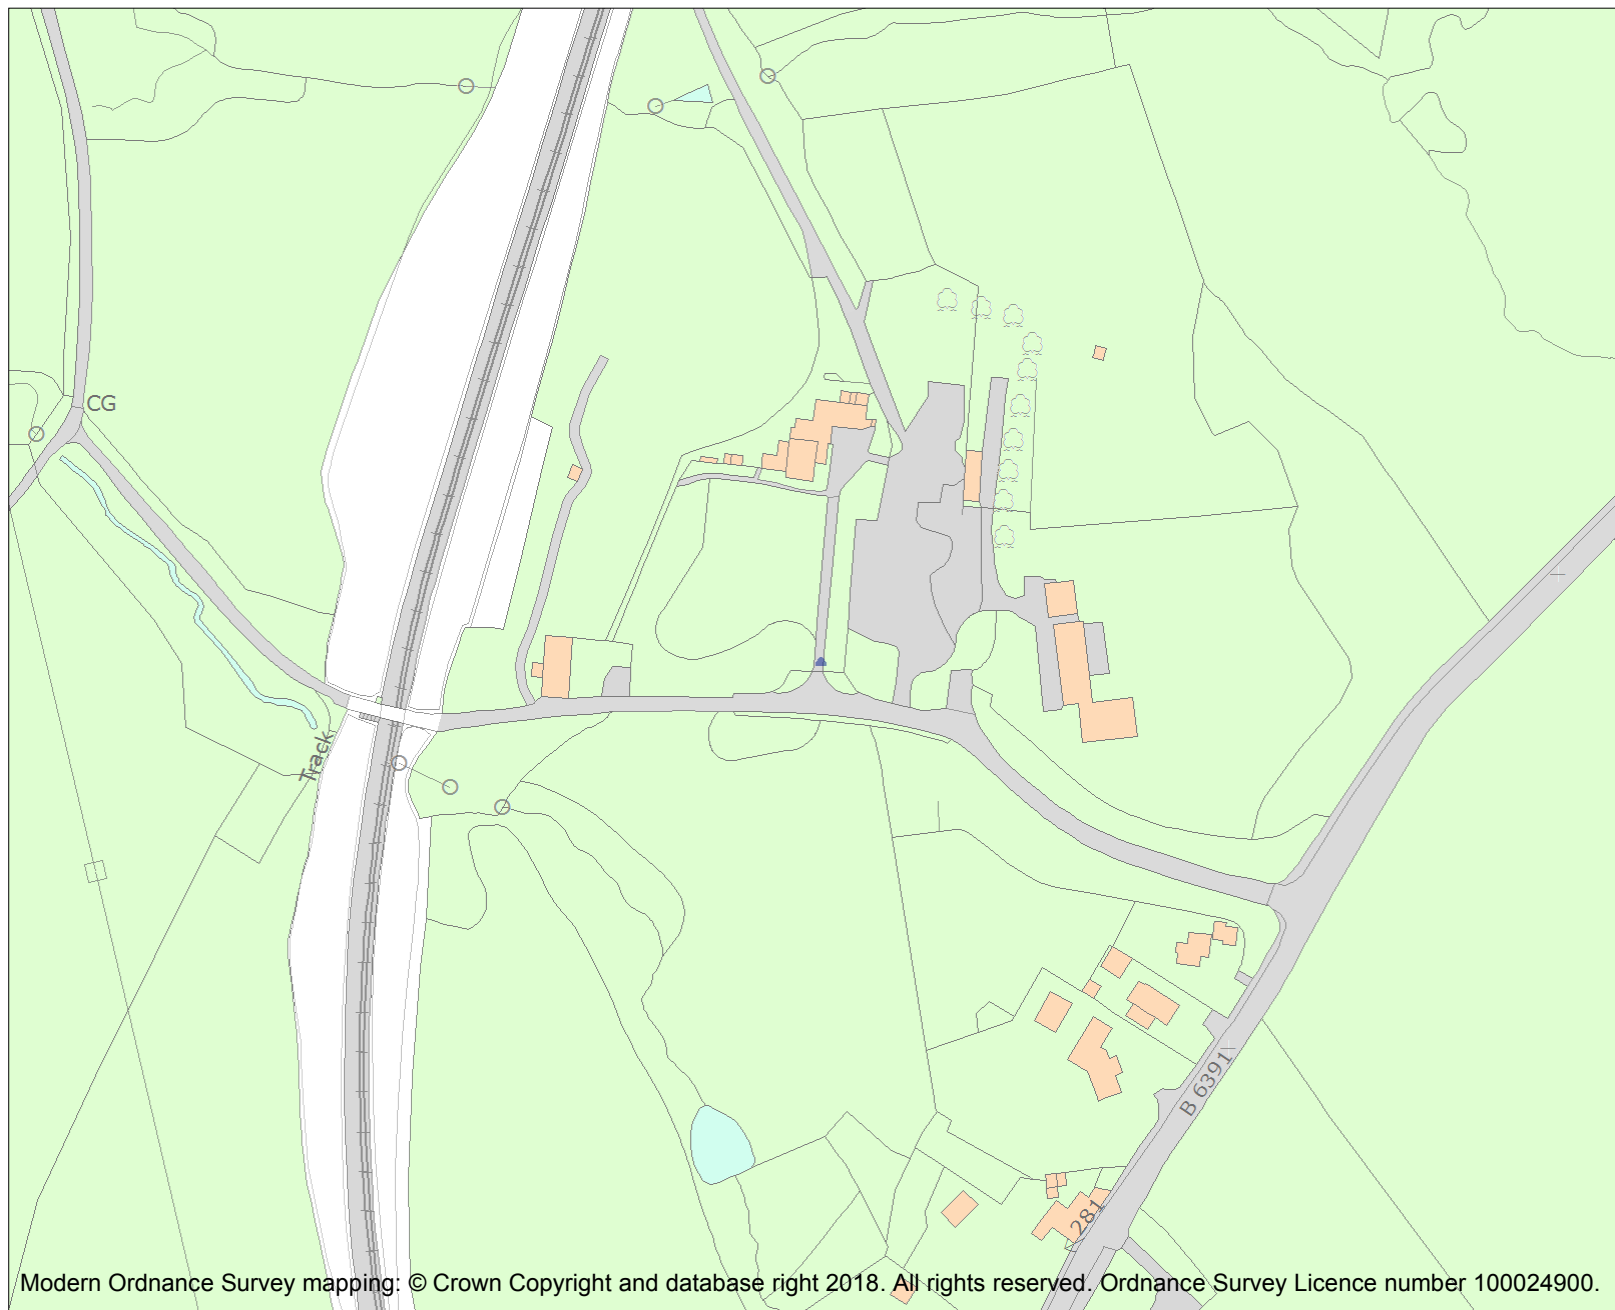 CG
Track
B 6391
281
Modern Ordnance Survey mapping: © Crown Copyright and database right 2018. All rights reserved. Ordnance Survey Licence number 100024900.